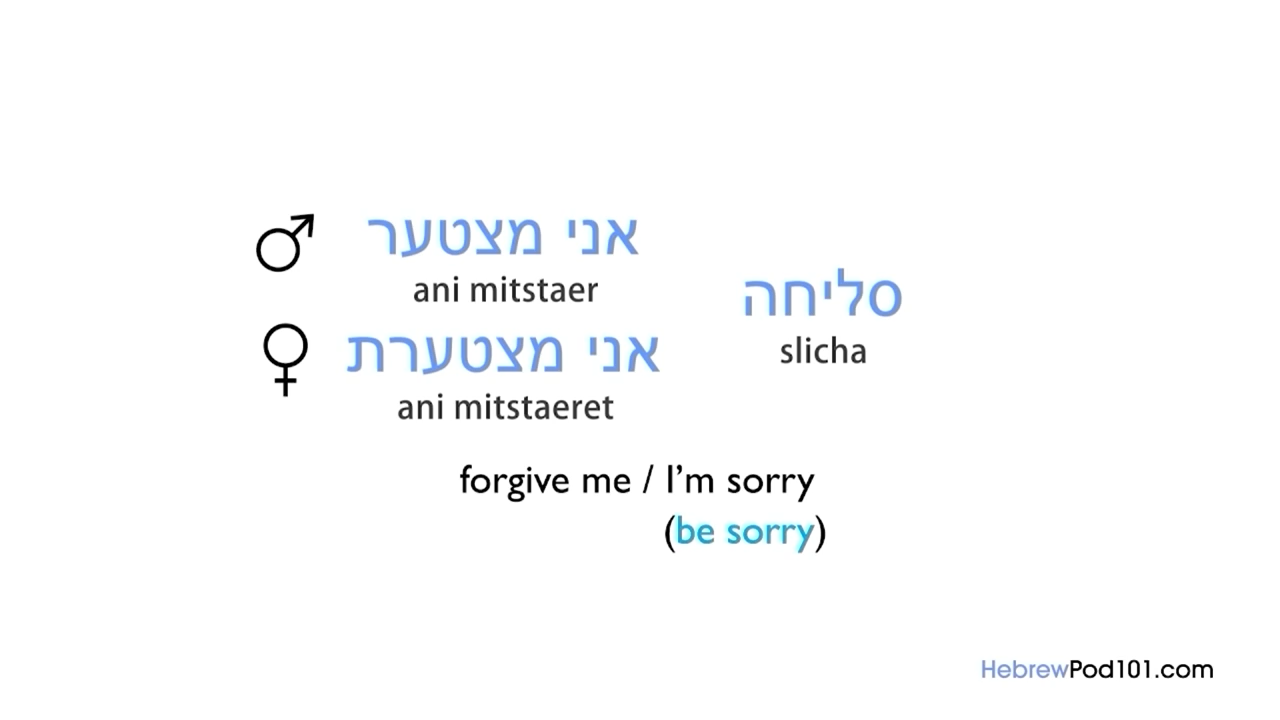 אני מצטער
ani mitstaer
אני מצטערת
ani mitstaeret
סליחה
slicha
forgive me / I'm sorry
(be sorry)
HebrewPod101.com